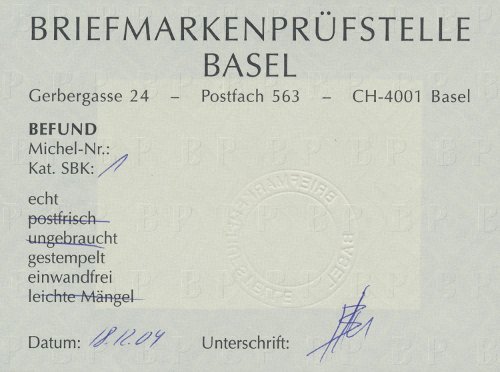 BRIEFMARKENPRÜFSTELLE
BASEL
Gerbergasse 24 – Postfach 563 – CH-4001 Basel
BEFUND
Michel-Nr.:
Kat. SBK: 1
echt
postfrisch
ungebraucht
gestempelt
einwandfrei
leichte Mängel
Datum: 18.12.04 Unterschrift: